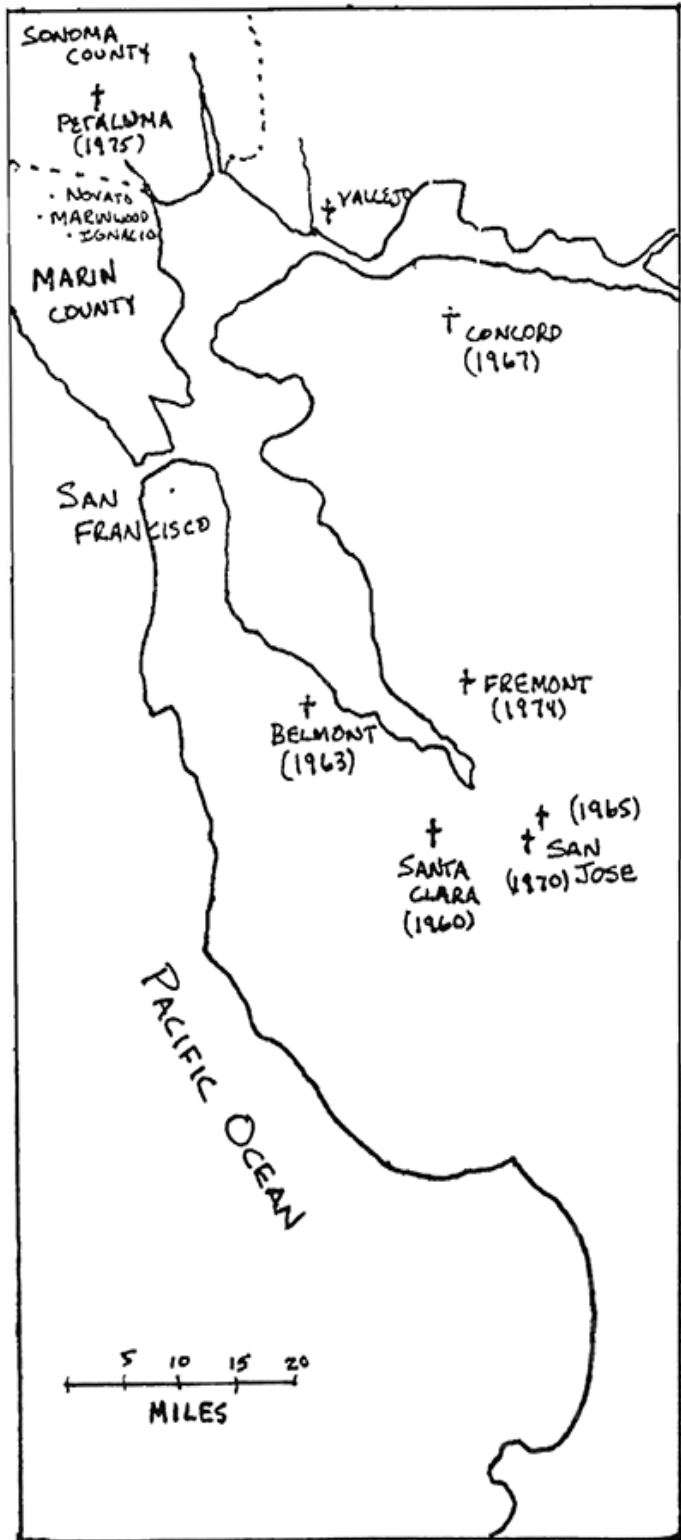 SONOMA
COUNTY
PETALUMA
(1975)
VALLEJO
· NOVATO
· MARINWOOD
· IGNACIO
MARIN
COUNTY
CONCORD
(1967)
SAN
FRANCISCO
FREMONT
(1974)
BELMONT
(1963)
(1965)
SAN
JOSE
(1970)
SANTA
CLARA
(1960)
PACIFIC OCEAN
5 10 15 20
MILES